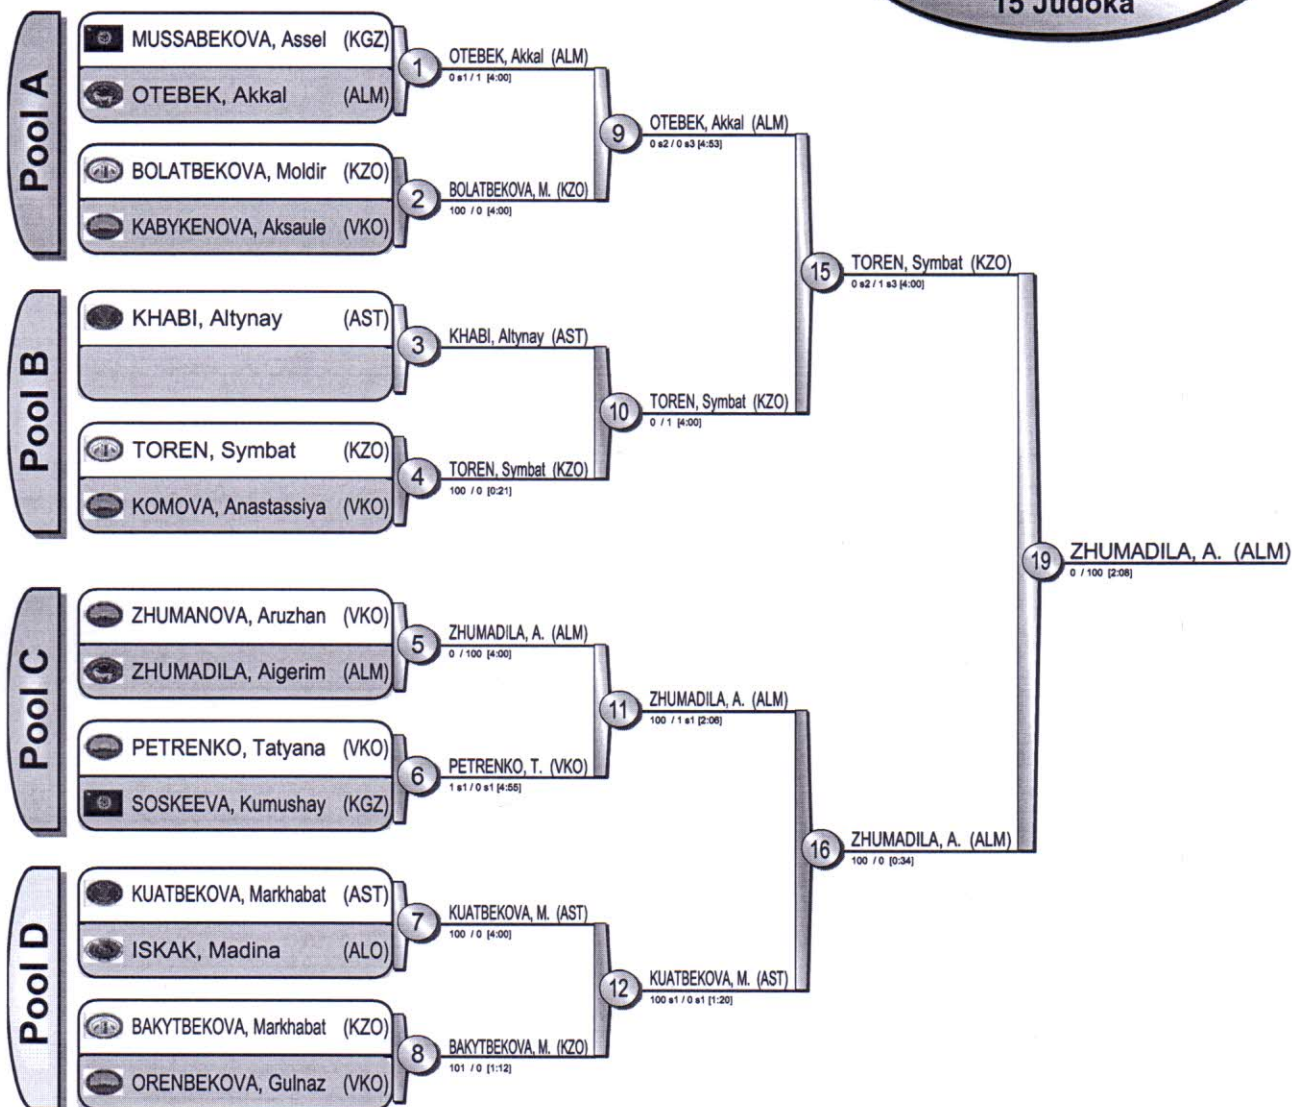 15 Judoka
Pool A
MUSSABEKOVA, Assel (KGZ)
OTEBEK, Akkal (ALM)
BOLATBEKOVA, Moldir (KZO)
KABYKENOVA, Aksaule (VKO)
1
OTEBEK, Akkal (ALM)
0 s1 / 1 [4:00]
2
BOLATBEKOVA, M. (KZO)
100 / 0 [4:00]
9
OTEBEK, Akkal (ALM)
0 s2 / 0 s3 [4:53]
Pool B
KHABI, Altynay (AST)
TOREN, Symbat (KZO)
KOMOVA, Anastassiya (VKO)
3
KHABI, Altynay (AST)
4
TOREN, Symbat (KZO)
100 / 0 [0:21]
10
TOREN, Symbat (KZO)
0 / 1 [4:00]
15
TOREN, Symbat (KZO)
0 s2 / 1 s3 [4:00]
Pool C
ZHUMANOVA, Aruzhan (VKO)
ZHUMADILA, Aigerim (ALM)
PETRENKO, Tatyana (VKO)
SOSKEEVA, Kumushay (KGZ)
5
ZHUMADILA, A. (ALM)
0 / 100 [4:00]
6
PETRENKO, T. (VKO)
1 s1 / 0 s1 [4:55]
11
ZHUMADILA, A. (ALM)
100 / 1 s1 [2:06]
Pool D
KUATBEKOVA, Markhabat (AST)
ISKAK, Madina (ALO)
BAKYTBEKOVA, Markhabat (KZO)
ORENBEKOVA, Gulnaz (VKO)
7
KUATBEKOVA, M. (AST)
100 / 0 [4:00]
8
BAKYTBEKOVA, M. (KZO)
101 / 0 [1:12]
12
KUATBEKOVA, M. (AST)
100 s1 / 0 s1 [1:20]
16
ZHUMADILA, A. (ALM)
100 / 0 [0:34]
19
ZHUMADILA, A. (ALM)
0 / 100 [2:08]